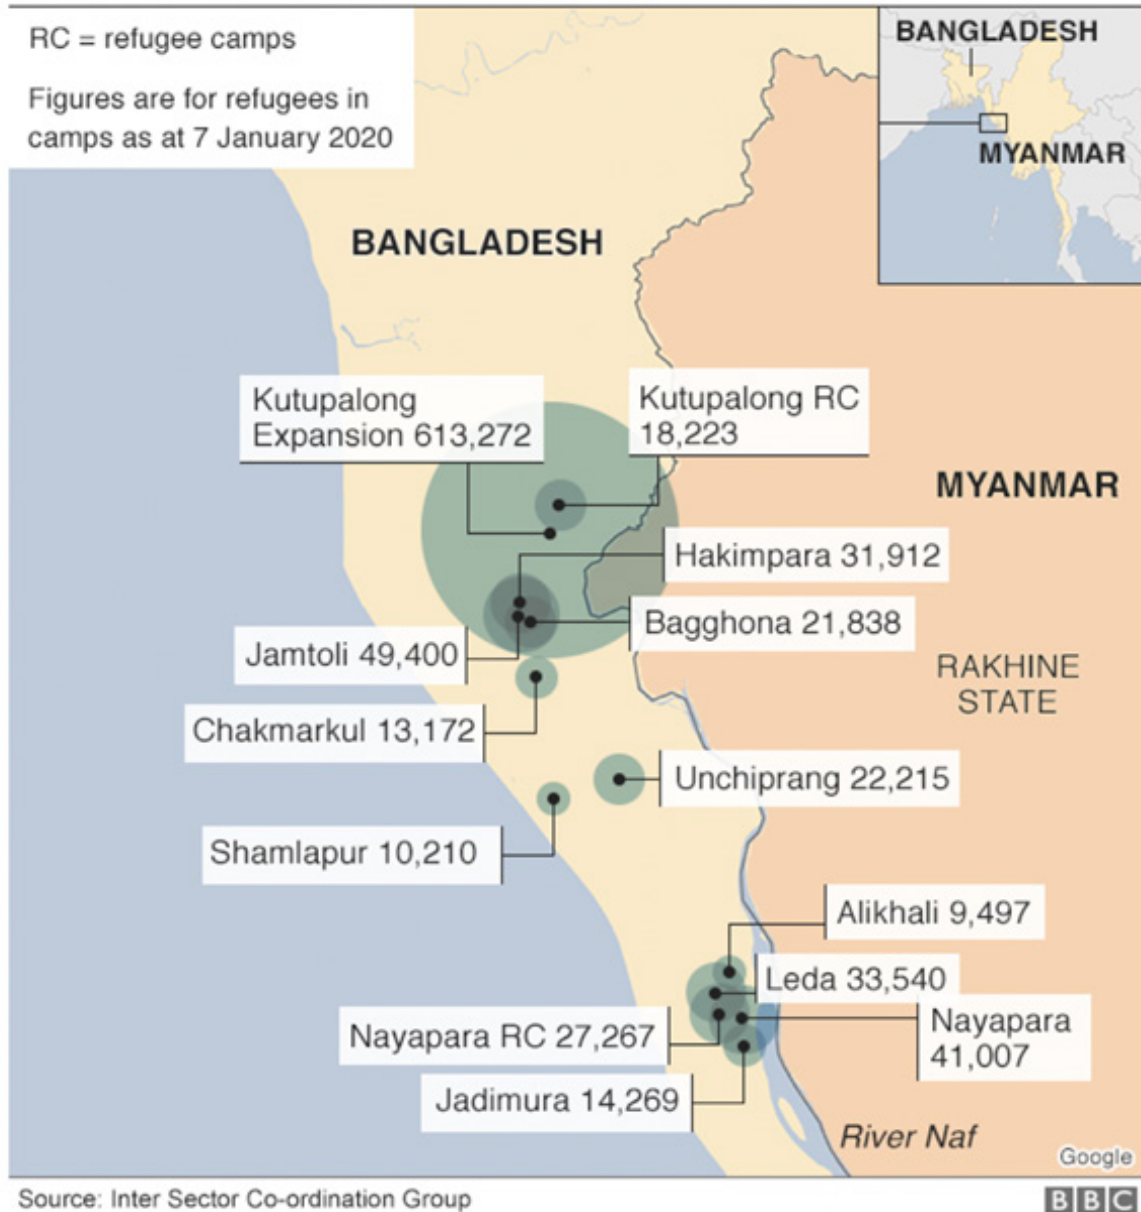 RC = refugee camps
Figures are for refugees in
camps as at 7 January 2020
BANGLADESH
MYANMAR
BANGLADESH
Kutupalong
Expansion 613,272
Kutupalong RC
18,223
MYANMAR
Hakimpara 31,912
Bagghona 21,838
Jamtoli 49,400
RAKHINE
STATE
Chakmarkul 13,172
Unchiprang 22,215
Shamlapur 10,210
Alikhali 9,497
Leda 33,540
Nayapara RC 27,267
Nayapara
41,007
Jadimura 14,269
River Naf
Google
Source: Inter Sector Co-ordination Group
BBC